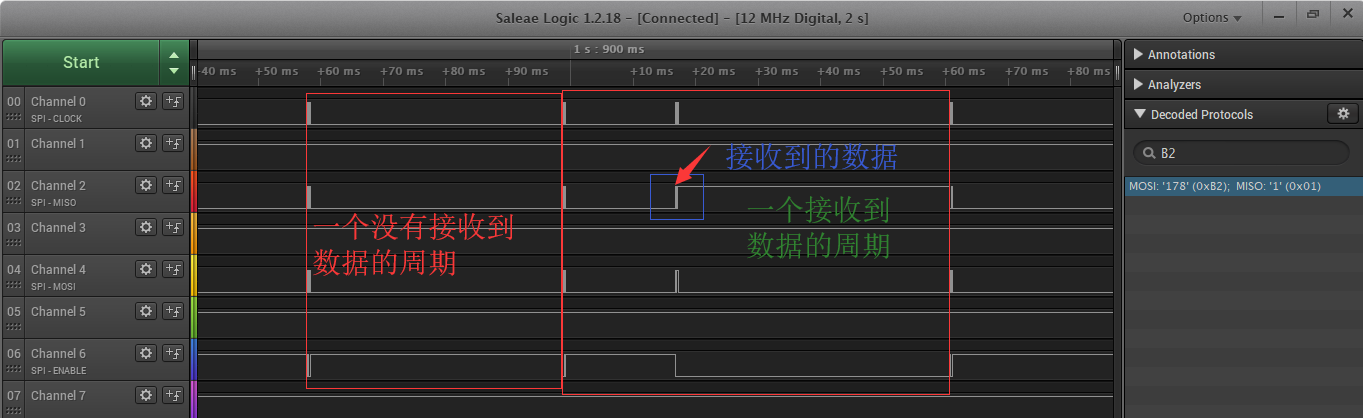 Saleae Logic 1.2.18 - [Connected] - [12 MHz Digital, 2 s]
Options
Start
1 s : 900 ms
+40 ms +50 ms +60 ms +70 ms +80 ms +90 ms +10 ms +20 ms +30 ms +40 ms +50 ms +60 ms +70 ms +80 ms
Annotations
Analyzers
Decoded Protocols
B2
MOSI: '178' (0xB2); MISO: '1' (0x01)
00 Channel 0
SPI - CLOCK
01 Channel 1
02 Channel 2
SPI - MISO
03 Channel 3
04 Channel 4
SPI - MOSI
05 Channel 5
06 Channel 6
SPI - ENABLE
07 Channel 7
接收到的数据
一个没有接收到
数据的周期
一个接收到
数据的周期